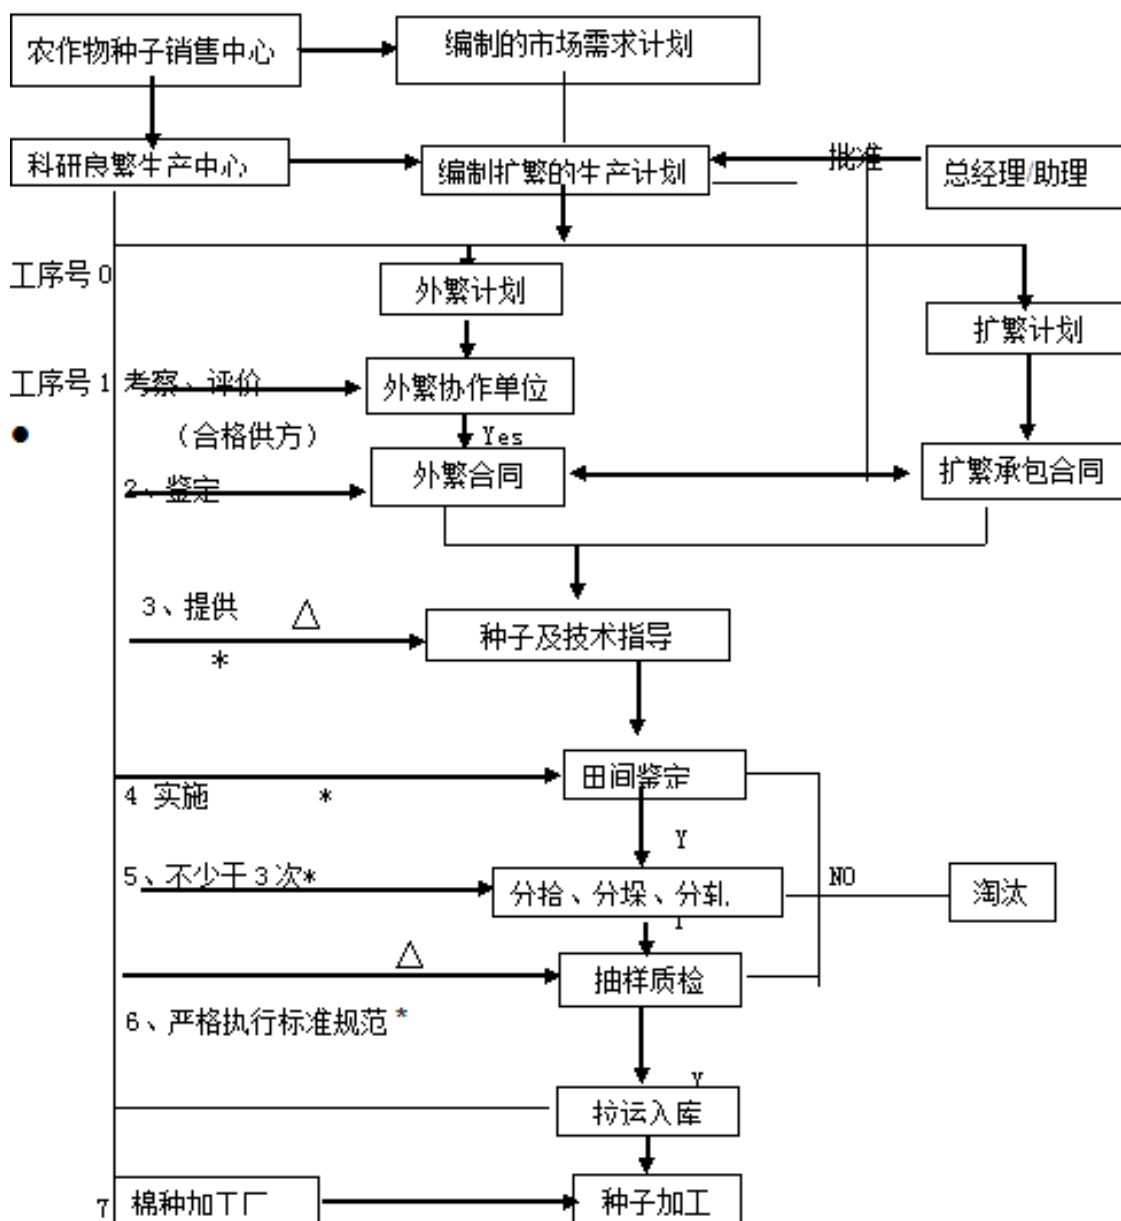 农作物种子销售中心
编制的市场需求计划
科研良繁生产中心
编制扩繁的生产计划
批准
总经理/助理
工序号 0
外繁计划
扩繁计划
工序号 1
考察、评价
外繁协作单位
●
（合格供方）
Yes
2、鉴定
外繁合同
扩繁承包合同
3、提供
△
*
种子及技术指导
田间鉴定
4 实施
*
Y
5、不少于 3 次*
分拾、分垛、分轧
NO
淘汰
△
抽样质检
6、严格执行标准规范 *
Y
拉运入库
7
棉种加工厂
种子加工